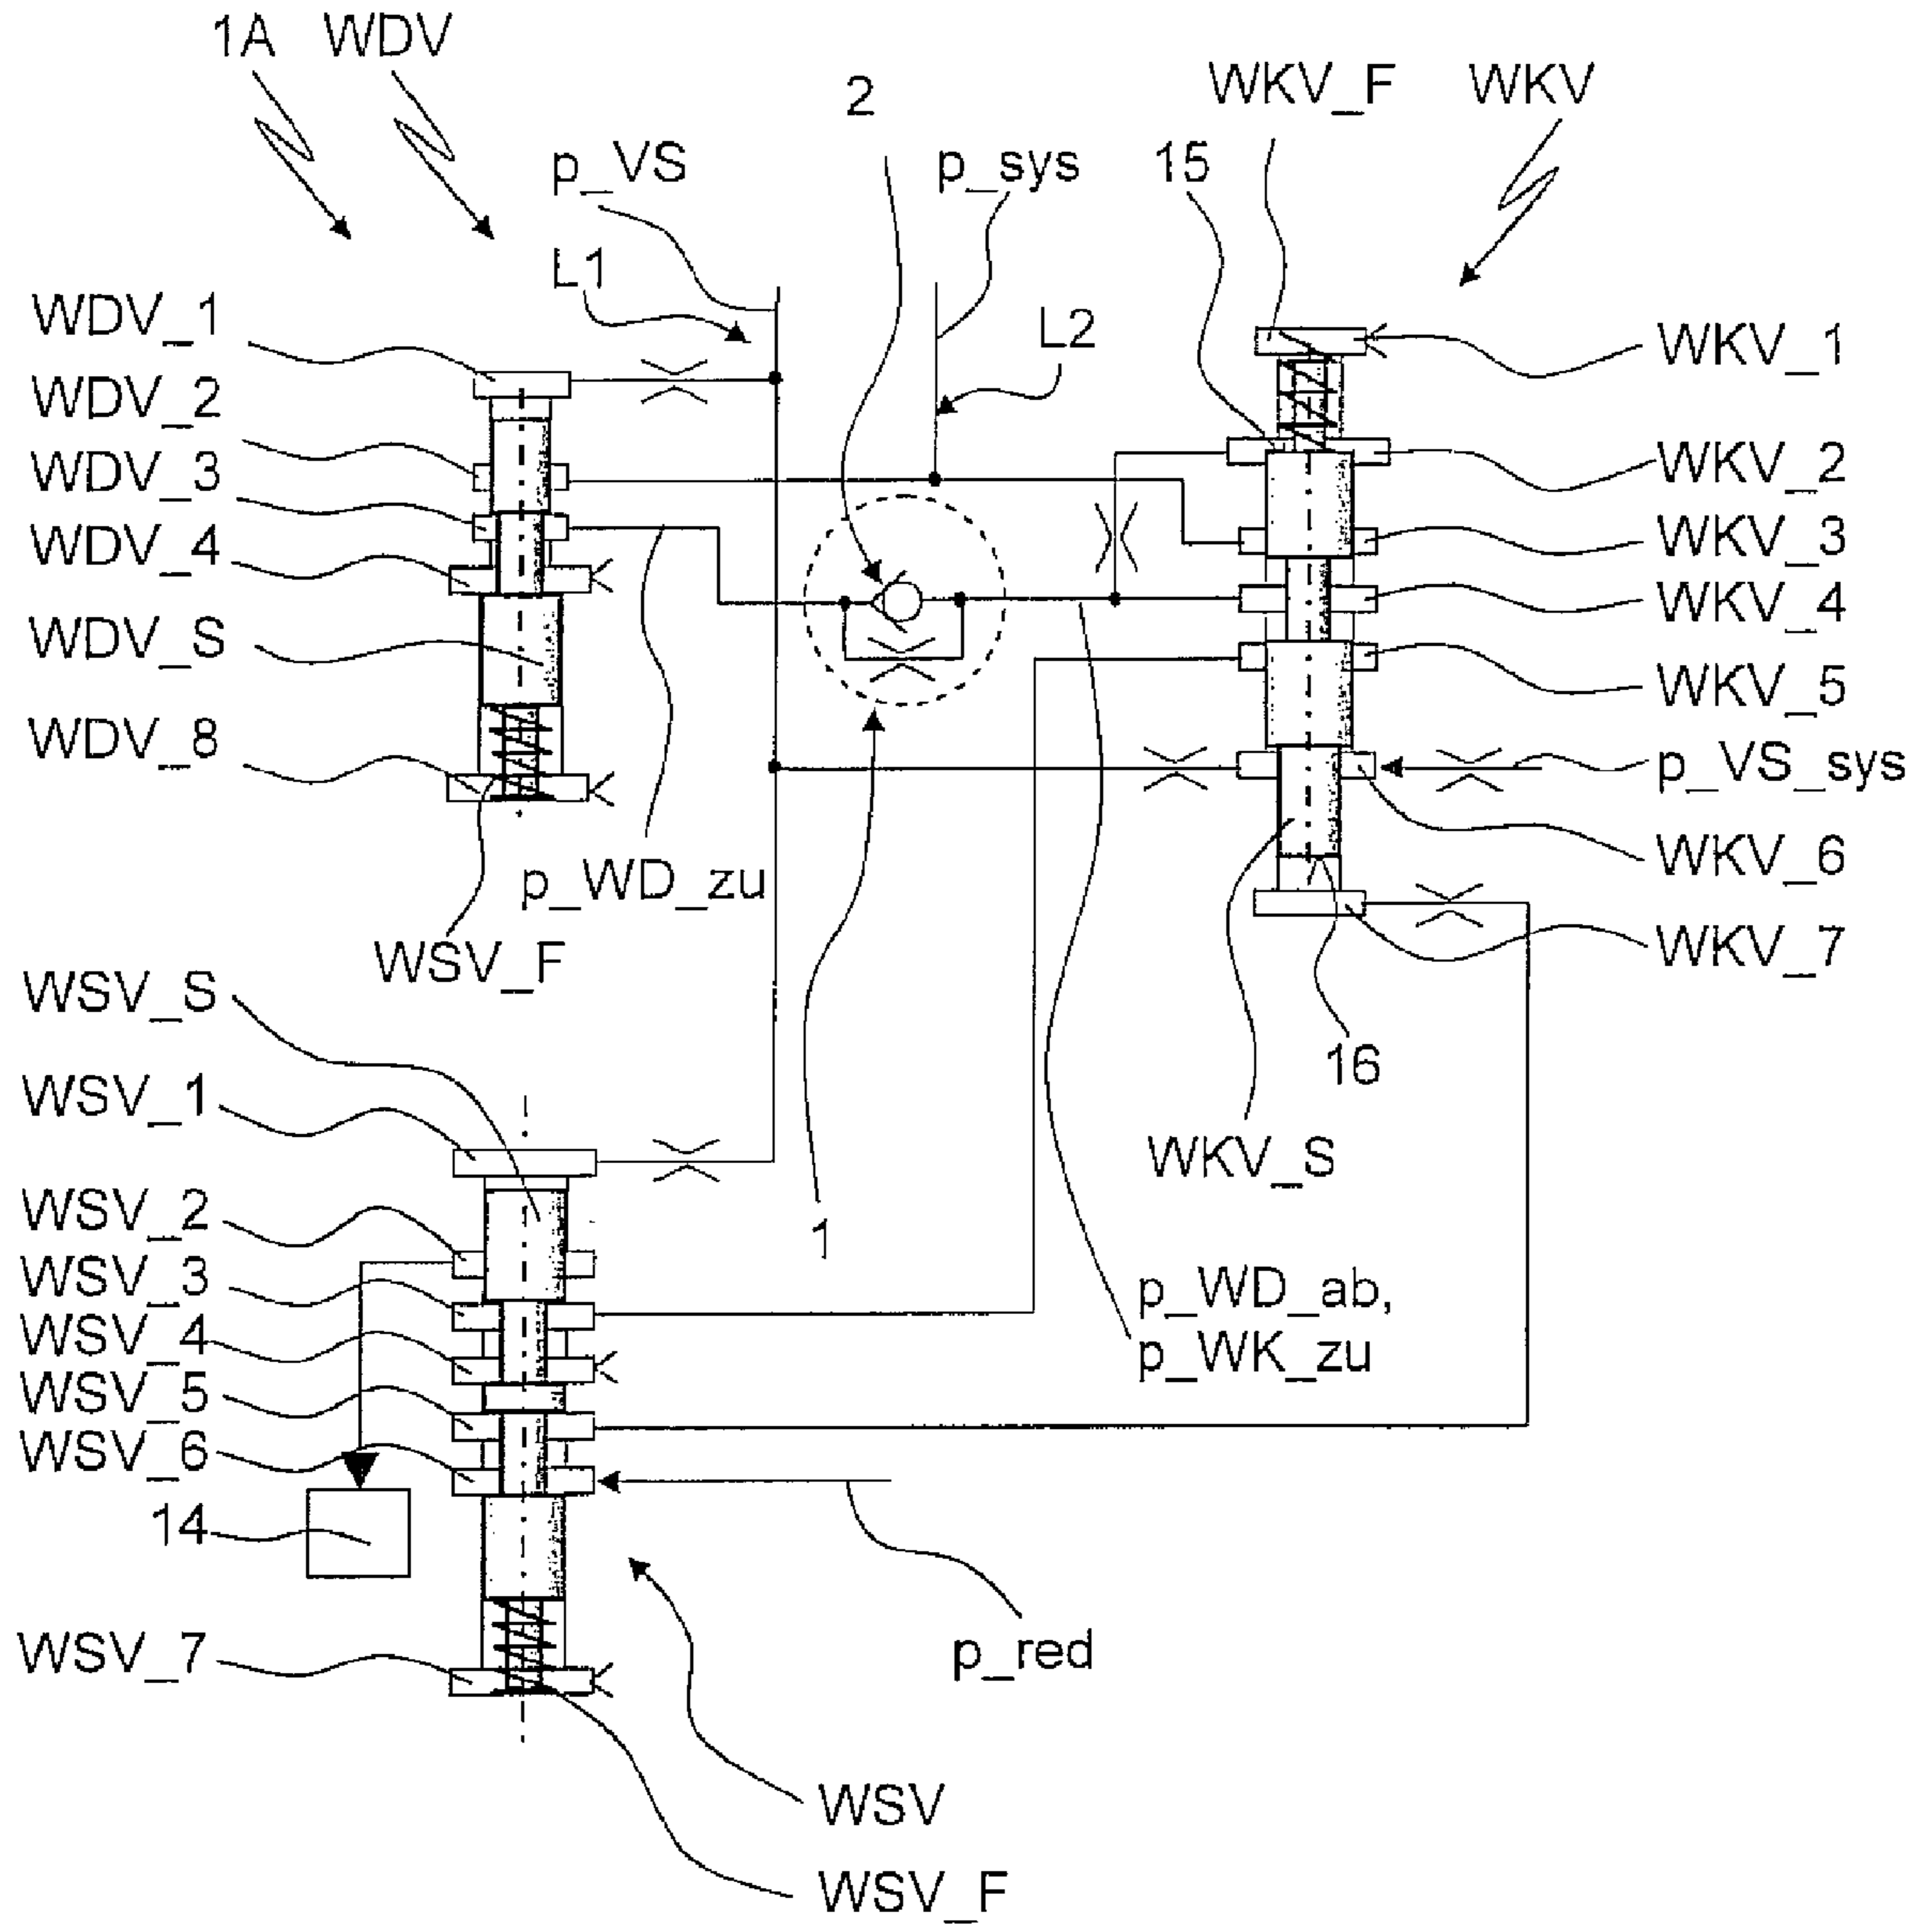 1A
WDV
2
WKV_F
WKV
p_VS
p_sys
15
L1
L2
WDV_1
WDV_2
WDV_3
WDV_4
WDV_S
WDV_8
WKV_1
WKV_2
WKV_3
WKV_4
WKV_5
p_VS_sys
WKV_6
WKV_7
p_WD_zu
WSV_F
WSV_S
WSV_1
16
WKV_S
WSV_2
WSV_3
WSV_4
WSV_5
WSV_6
1
p_WD_ab,
p_WK_zu
14
WSV_7
p_red
WSV
WSV_F